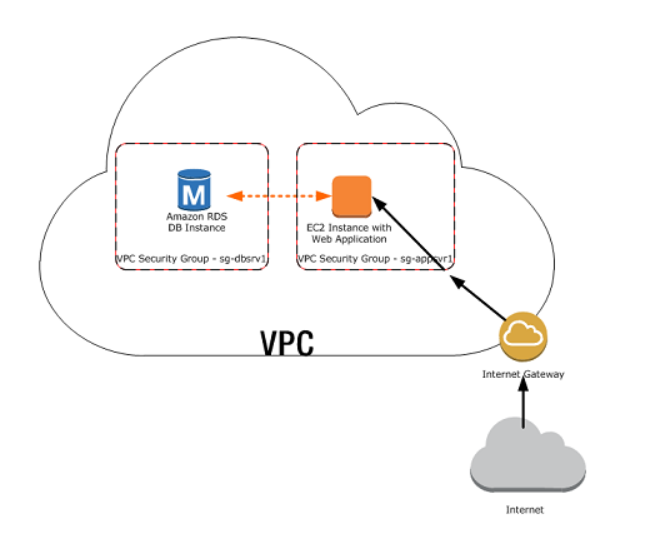 M
Amazon RDS
DB Instance
EC2 Instance with
Web Application
VPC Security Group - sg-dbsrv1
VPC Security Group - sg-appsvr1
VPC
Internet Gateway
Internet